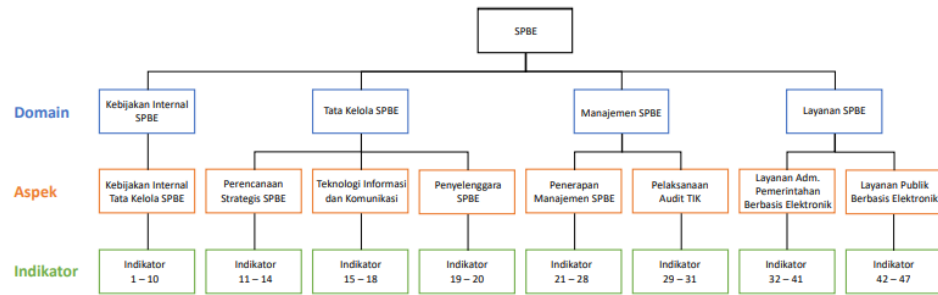 SPBE
Domain
Kebijakan Internal
SPBE
Tata Kelola SPBE
Manajemen SPBE
Layanan SPBE
Aspek
Kebijakan Internal
Tata Kelola SPBE
Perencanaan
Strategis SPBE
Teknologi Informasi
dan Komunikasi
Penyelenggara
SPBE
Penerapan
Manajemen SPBE
Pelaksanaan
Audit TIK
Layanan Adm.
Pemerintahan
Berbasis Elektronik
Layanan Publik
Berbasis Elektronik
Indikator
Indikator
1 – 10
Indikator
11 – 14
Indikator
15 – 18
Indikator
19 – 20
Indikator
21 – 28
Indikator
29 – 31
Indikator
32 – 41
Indikator
42 – 47